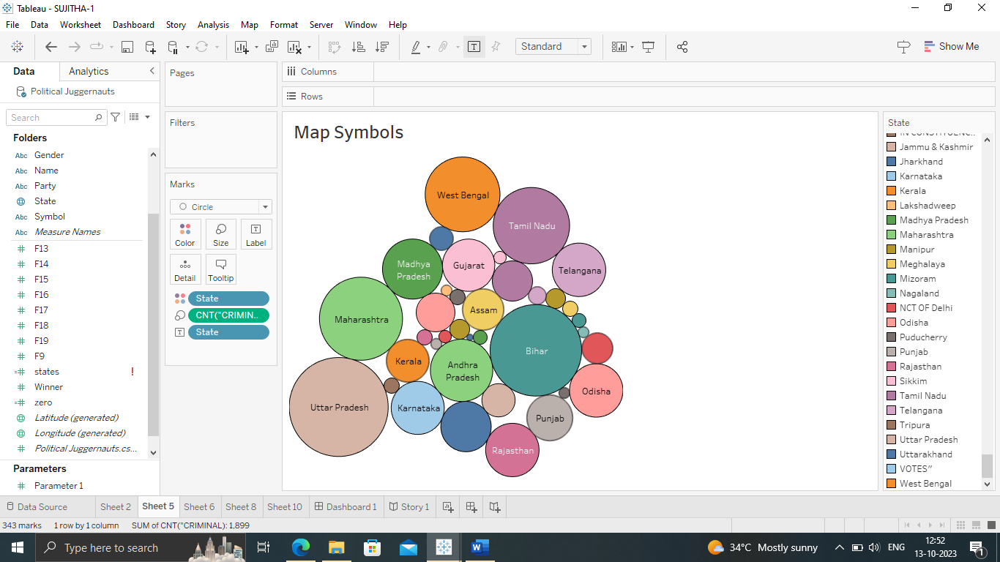 Tableau - SUJITHA-1
File Data Worksheet Dashboard Story Analysis Map Format Server Window Help
Standard
Show Me
Data Analytics
Political Juggernauts
Search
Folders
Abc Gender
Abc Name
Abc Party
State
Abc Symbol
Abc Measure Names
F13
F14
F15
F16
F17
F18
F19
F9
states !
Winner
zero
Latitude (generated)
Longitude (generated)
Political Juggernauts.cs...
Parameters
Parameter 1
Pages
Filters
Marks
Circle
Color Size Label
Detail Tooltip
State
CNT("CRIMIN..
State
Columns
Rows
Map Symbols
West Bengal
Tamil Nadu
Madhya
Pradesh
Gujarat
Telangana
Maharashtra
Assam
Bihar
Kerala
Andhra
Pradesh
Uttar Pradesh
Karnataka
Odisha
Punjab
Rajasthan
State
IN CONSTITUENC..
Jammu & Kashmir
Jharkhand
Karnataka
Kerala
Lakshadweep
Madhya Pradesh
Maharashtra
Manipur
Meghalaya
Mizoram
Nagaland
NCT OF Delhi
Odisha
Puducherry
Punjab
Rajasthan
Sikkim
Tamil Nadu
Telangana
Tripura
Uttar Pradesh
Uttarakhand
VOTES"
West Bengal
Data Source Sheet 2 Sheet 5 Sheet 6 Sheet 8 Sheet 10 Dashboard 1 Story 1
343 marks 1 row by 1 column SUM of CNT("CRIMINAL): 1,899
Type here to search
34°C Mostly sunny
ENG
12:52
13-10-2023
1